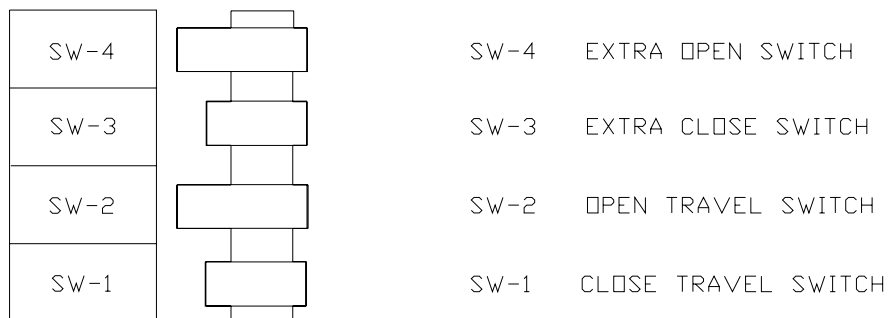 SW-4 SW-4 EXTRA OPEN SWITCH
SW-3 SW-3 EXTRA CLOSE SWITCH
SW-2 SW-2 OPEN TRAVEL SWITCH
SW-1 SW-1 CLOSE TRAVEL SWITCH